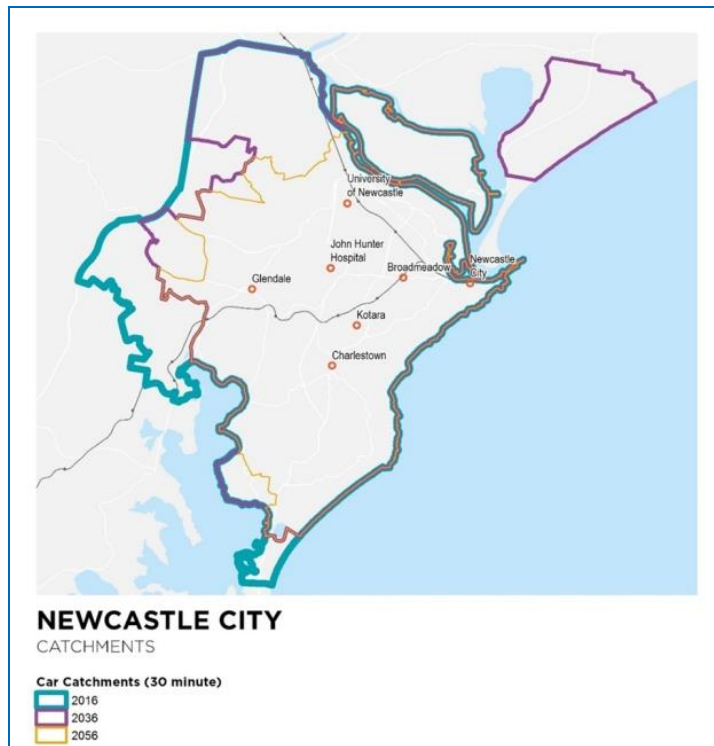 University
of Newcastle
John Hunter
Hospital
Newcastle
City
Broadmeadow
Glendale
Kotara
Charlestown
NEWCASTLE CITY
CATCHMENTS
Car Catchments (30 minute)
2016
2036
2056